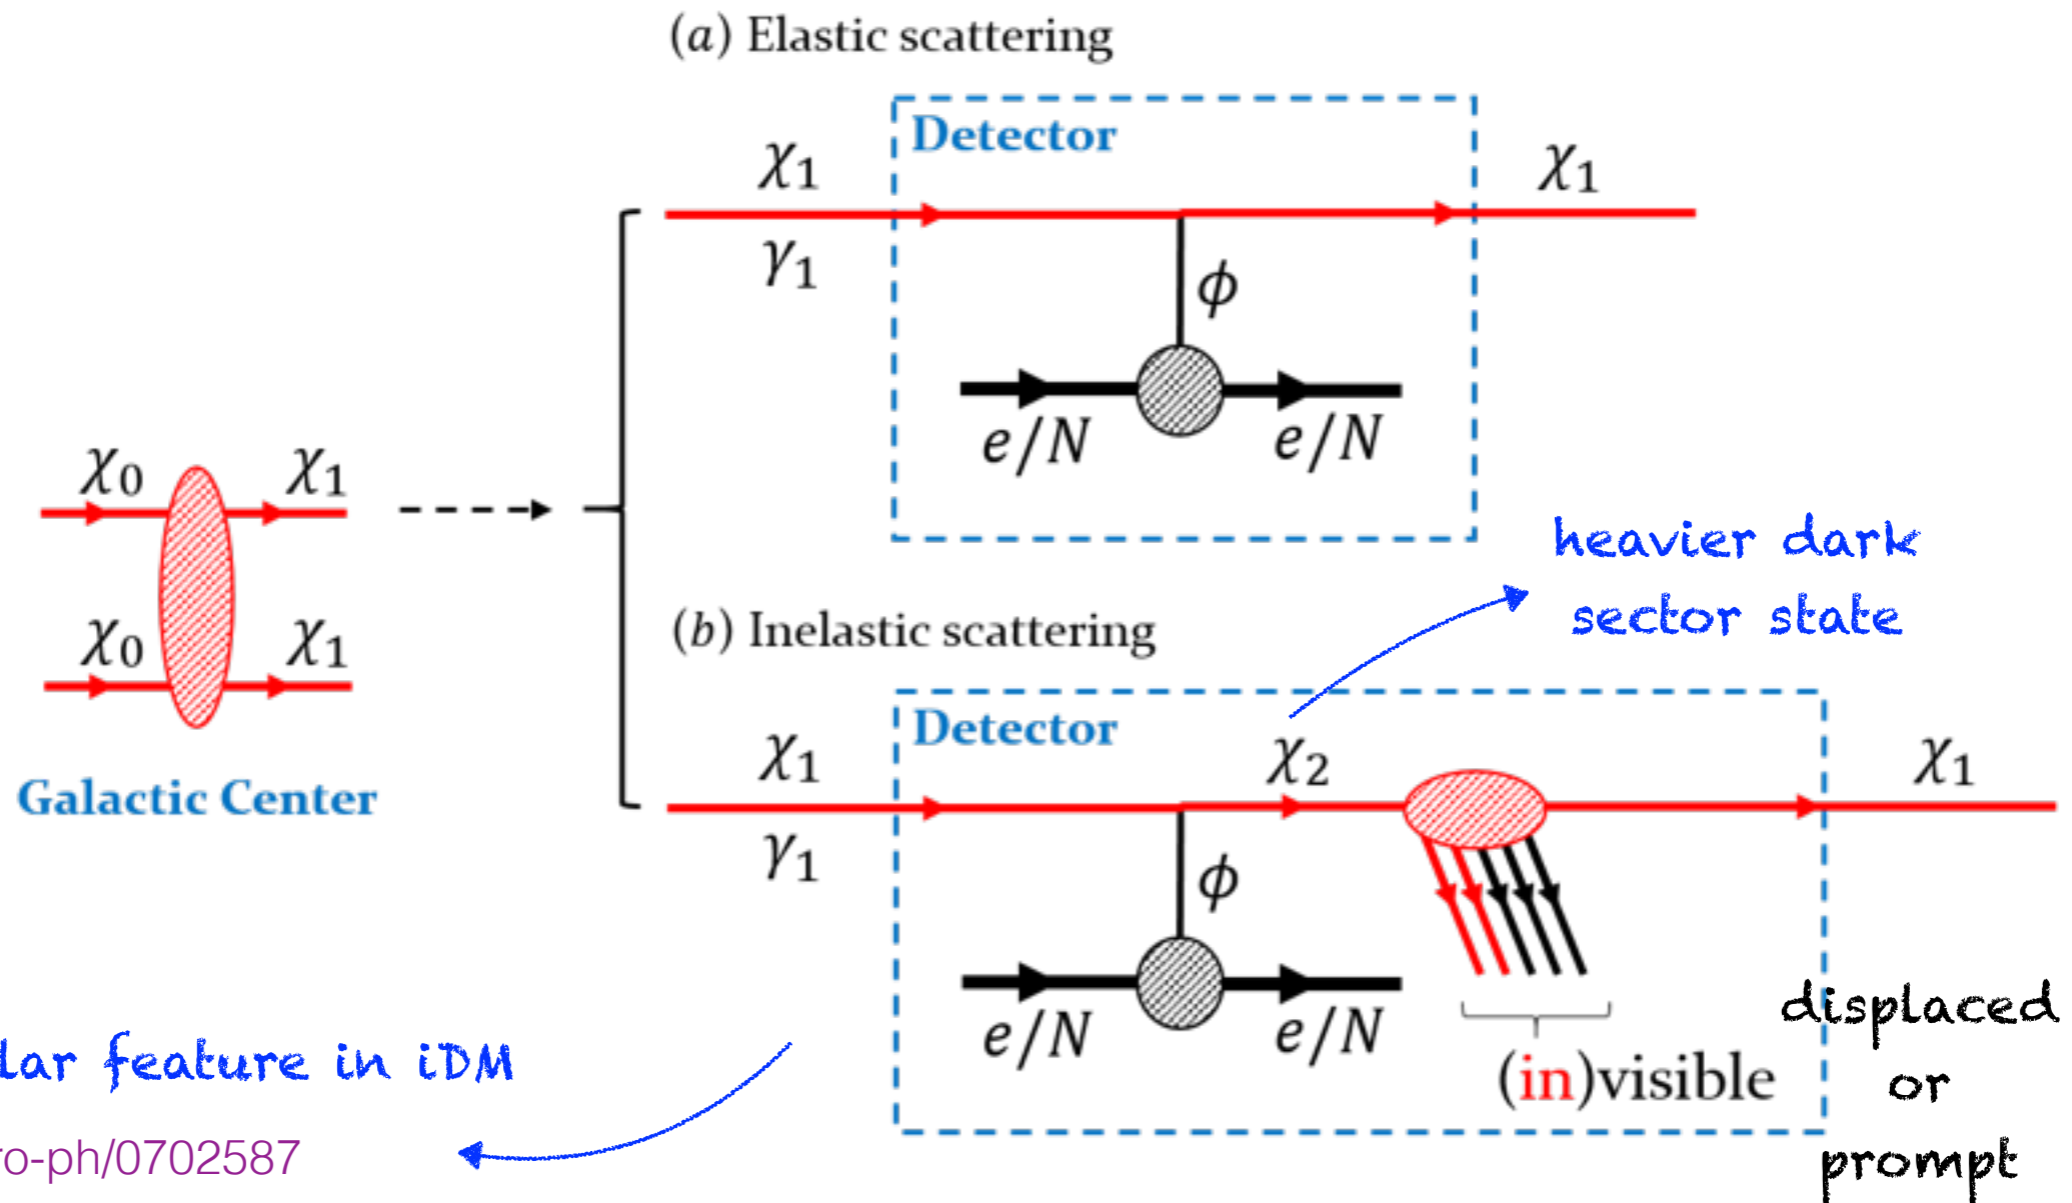 (a) Elastic scattering
Detector
χ₁
χ₁
γ₁
ϕ
e/N
e/N
χ₀
χ₁
χ₀
χ₁
Galactic Center
heavier dark
sector state
(b) Inelastic scattering
Detector
χ₁
χ₂
χ₁
γ₁
ϕ
e/N
e/N
(in)visible
displaced
or
prompt
lar feature in iDM
ro-ph/0702587